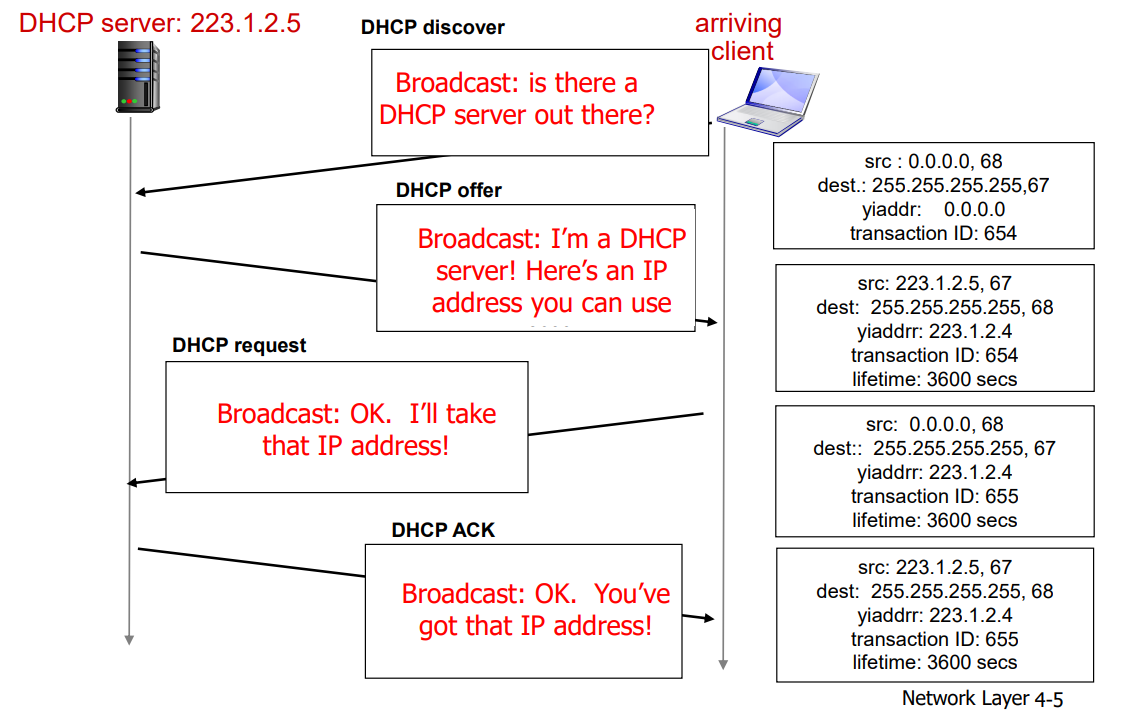 DHCP server: 223.1.2.5
DHCP discover
arriving
client
Broadcast: is there a
DHCP server out there?
src : 0.0.0.0, 68
dest.: 255.255.255.255,67
yiaddr: 0.0.0.0
transaction ID: 654
DHCP offer
Broadcast: I’m a DHCP
server! Here’s an IP
address you can use
src: 223.1.2.5, 67
dest: 255.255.255.255, 68
yiaddrr: 223.1.2.4
transaction ID: 654
lifetime: 3600 secs
DHCP request
Broadcast: OK. I’ll take
that IP address!
src: 0.0.0.0, 68
dest:: 255.255.255.255, 67
yiaddrr: 223.1.2.4
transaction ID: 655
lifetime: 3600 secs
DHCP ACK
Broadcast: OK. You’ve
got that IP address!
src: 223.1.2.5, 67
dest: 255.255.255.255, 68
yiaddrr: 223.1.2.4
transaction ID: 655
lifetime: 3600 secs
Network Layer 4-5